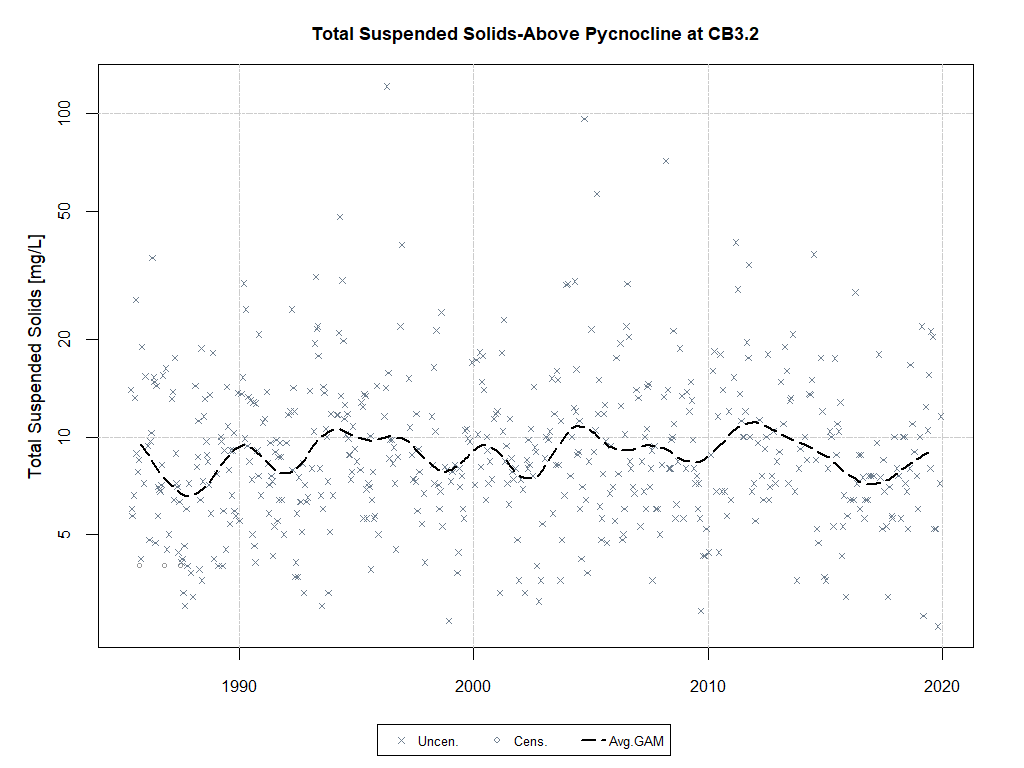 Total Suspended Solids-Above Pycnocline at CB3.2
Total Suspended Solids [mg/L]
100
50
20
10
5
1990
2000
2010
2020
Uncen.
Cens.
Avg.GAM